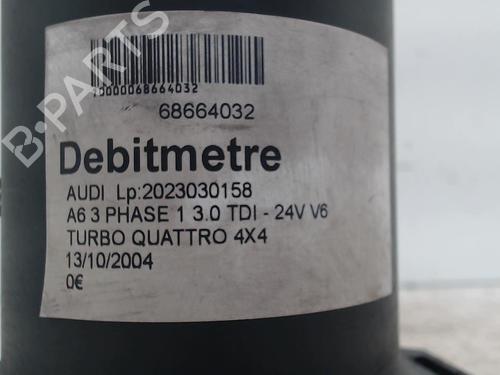 B-PARTS
20000068664032
68664032
Debitmetre
AUDI Lp:2023030158
A6 3 PHASE 1 3.0 TDI - 24V V6
TURBO QUATTRO 4X4
13/10/2004
0€